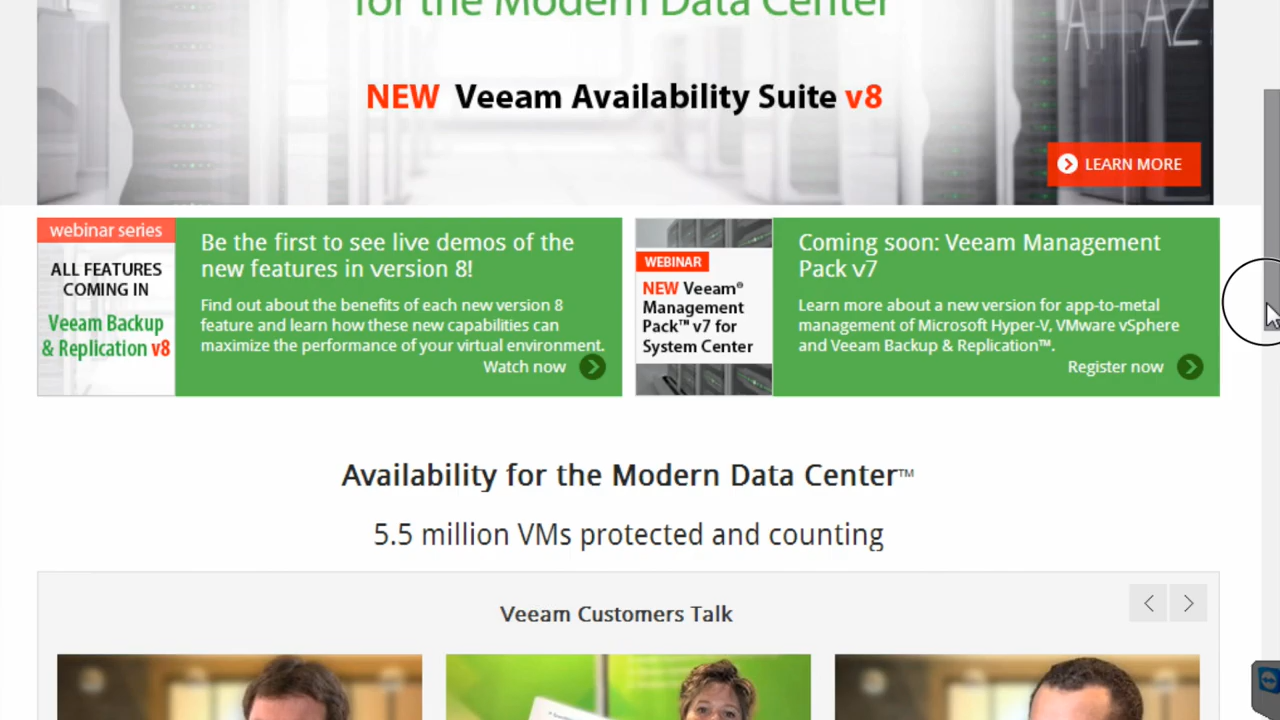 for the Modern Data Center
NEW Veeam Availability Suite v8
LEARN MORE
webinar series
ALL FEATURES
COMING IN
Veeam Backup
& Replication v8
Be the first to see live demos of the
new features in version 8!
Find out about the benefits of each new version 8
feature and learn how these new capabilities can
maximize the performance of your virtual environment.
Watch now
WEBINAR
NEW Veeam®
Management
Pack™ v7 for
System Center
Coming soon: Veeam Management
Pack v7
Learn more about a new version for app-to-metal
management of Microsoft Hyper-V, VMware vSphere
and Veeam Backup & Replication™.
Register now
Availability for the Modern Data Center™
5.5 million VMs protected and counting
Veeam Customers Talk